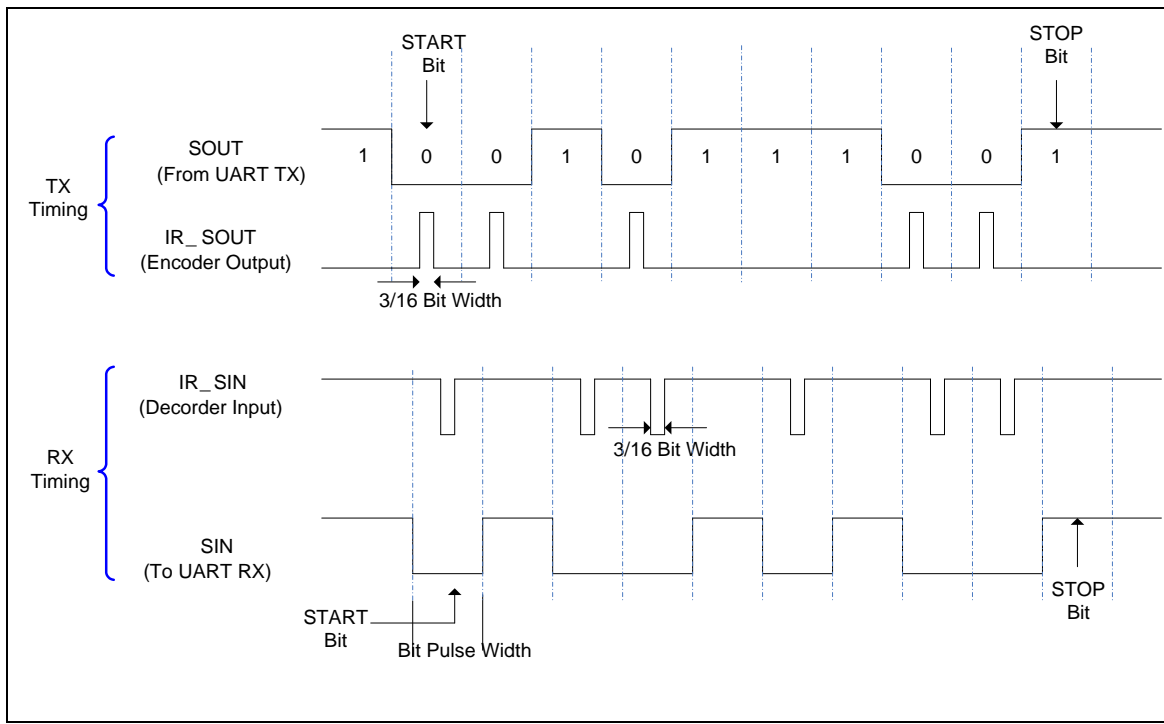 START
Bit
STOP
Bit
TX
Timing
SOUT
(From UART TX)
1 0 0 1 0 1 1 1 0 0 1
IR_ SOUT
(Encoder Output)
3/16 Bit Width
RX
Timing
IR_SIN
(Decorder Input)
3/16 Bit Width
SIN
(To UART RX)
START
Bit
Bit Pulse Width
STOP
Bit